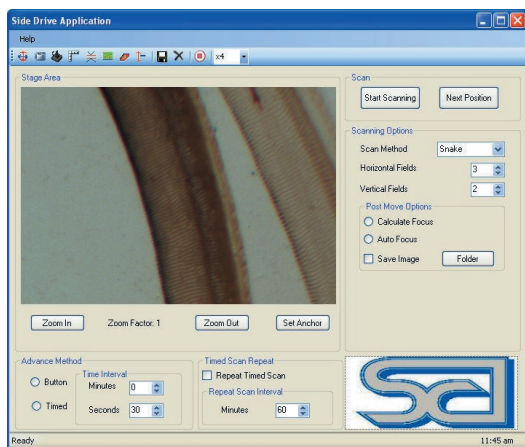 Side Drive Application
Help
x4
Stage Area
Zoom In
Zoom Factor: 1
Zoom Out
Set Anchor
Scan
Start Scanning
Next Position
Scanning Options
Scan Method
Snake
Horizontal Fields
3
Vertical Fields
2
Post Move Options
Calculate Focus
Auto Focus
Save Image
Folder
Advance Method
Button
Timed
Time Interval
Minutes
0
Seconds
30
Timed Scan Repeat
Repeat Timed Scan
Repeat Scan Interval
Minutes
60
Ready
11:45 am